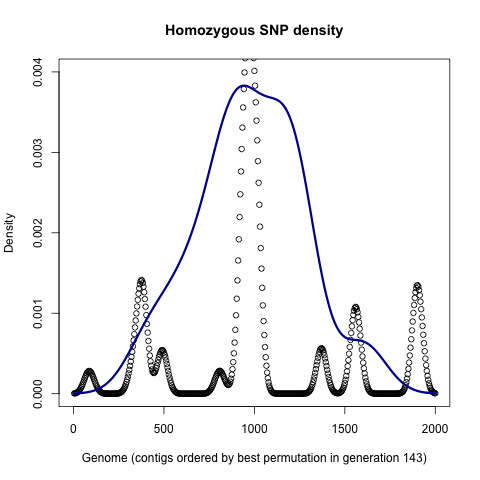 Homozygous SNP density
0.004
0.003
0.002
0.001
0.000
Density
0 500 1000 1500 2000
Genome (contigs ordered by best permutation in generation 143)